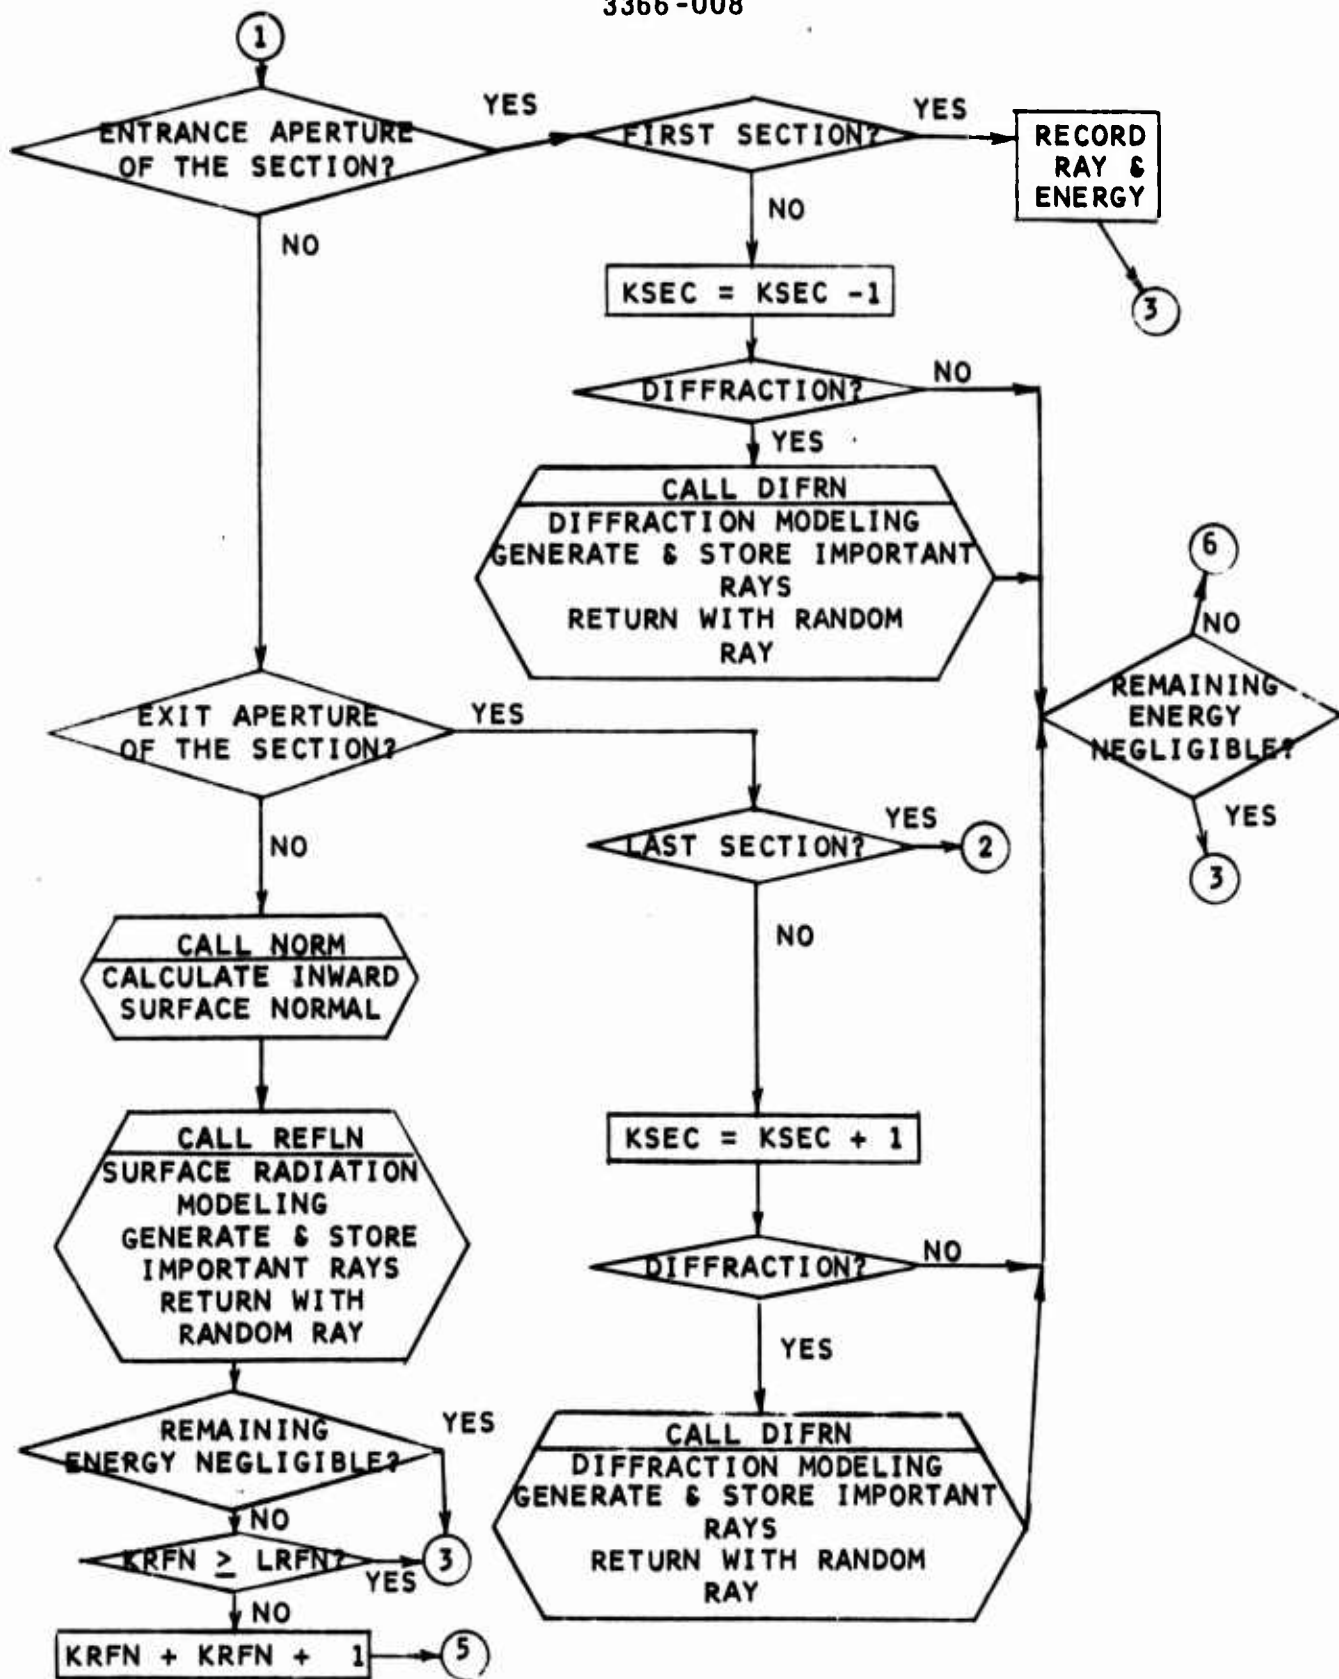 3366-008
1
ENTRANCE APERTURE
OF THE SECTION?
YES
NO
FIRST SECTION?
YES
NO
RECORD
RAY &
ENERGY
3
KSEC = KSEC -1
DIFFRACTION?
NO
YES
CALL DIFRN
DIFFRACTION MODELING
GENERATE & STORE IMPORTANT
RAYS
RETURN WITH RANDOM
RAY
6
NO
REMAINING
ENERGY
NEGLIGIBLE?
YES
3
EXIT APERTURE
OF THE SECTION?
YES
NO
LAST SECTION?
YES
2
NO
CALL NORM
CALCULATE INWARD
SURFACE NORMAL
CALL REFLN
SURFACE RADIATION
MODELING
GENERATE & STORE
IMPORTANT RAYS
RETURN WITH
RANDOM RAY
KSEC = KSEC + 1
DIFFRACTION?
NO
YES
CALL DIFRN
DIFFRACTION MODELING
GENERATE & STORE IMPORTANT
RAYS
RETURN WITH RANDOM
RAY
REMAINING
ENERGY NEGLIGIBLE?
YES
NO
KRFN ≥ LRFN?
YES
3
NO
KRFN + KRFN + 1
5